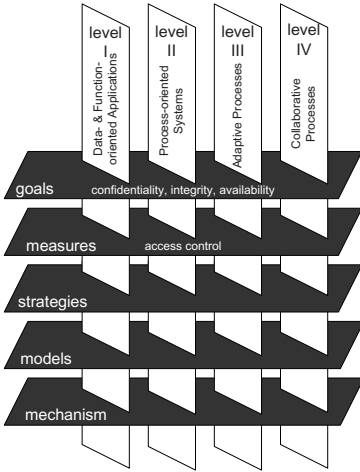 level
I
Data- & Function-
oriented Applications
level
II
Process-oriented
Systems
level
III
Adaptive Processes
level
IV
Collaborative
Processes
goals
confidentiality, integrity, availability
measures
access control
strategies
models
mechanism